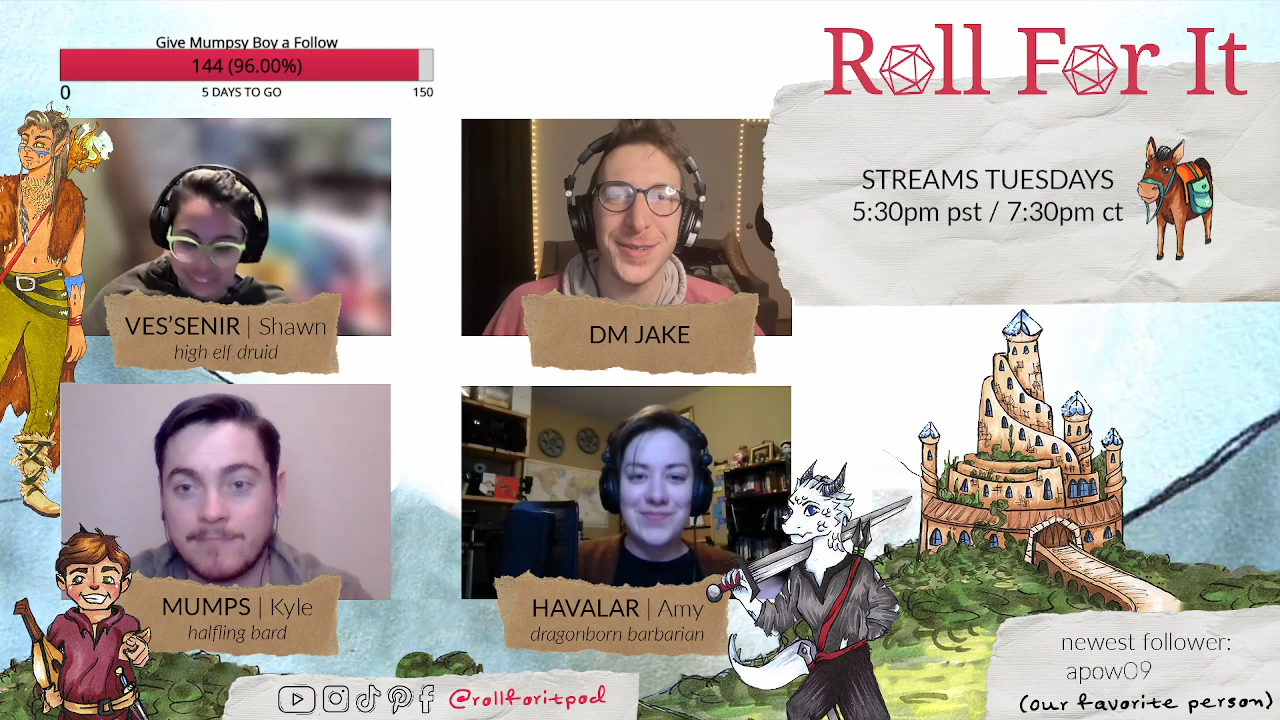 Give Mumpsy Boy a Follow
144 (96.00%)
0
5 DAYS TO GO
150
Roll For It
STREAMS TUESDAYS
5:30pm pst / 7:30pm ct
VES'SENIR | Shawn
high elf druid
DM JAKE
MUMPS | Kyle
halfling bard
HAVALAR | Amy
dragonborn barbarian
@rollforitpod
newest follower:
apow09
(our favorite person)